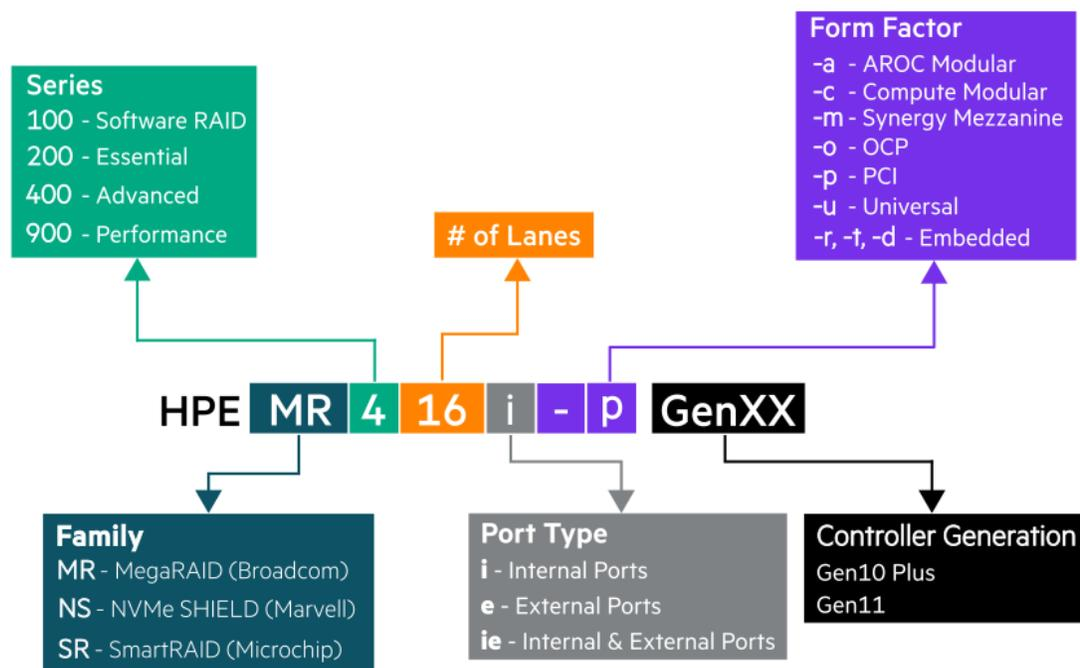 Form Factor
-a - AROC Modular
-c - Compute Modular
-m - Synergy Mezzanine
-o - OCP
-p - PCI
-u - Universal
-r, -t, -d - Embedded
Series
100 - Software RAID
200 - Essential
400 - Advanced
900 - Performance
# of Lanes
HPE MR 4 16 i - p GenXX
Family
MR - MegaRAID (Broadcom)
NS - NVMe SHIELD (Marvell)
SR - SmartRAID (Microchip)
Port Type
i - Internal Ports
e - External Ports
ie - Internal & External Ports
Controller Generation
Gen10 Plus
Gen11